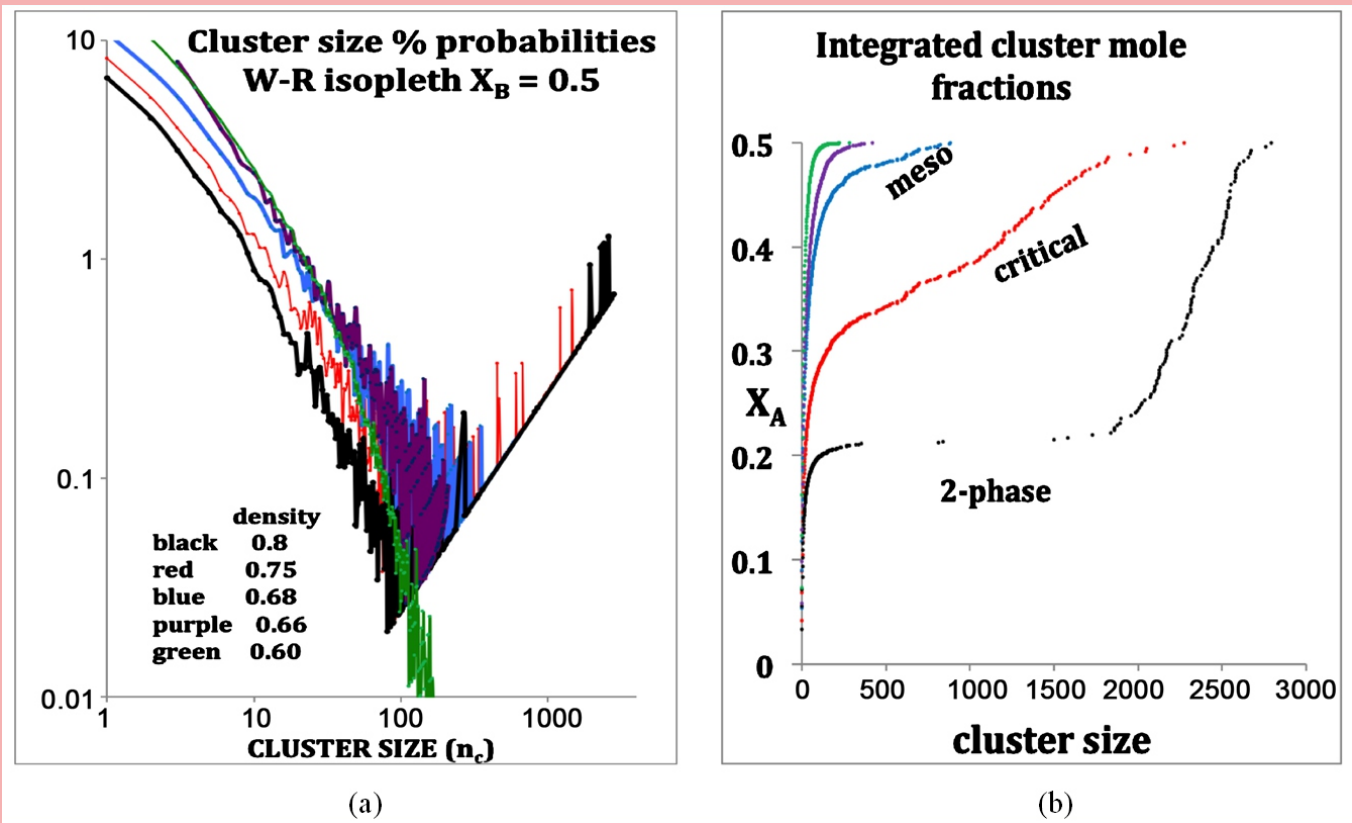 Cluster size % probabilities
W-R isopleth X_B = 0.5
10
1
0.1
0.01
density
black 0.8
red 0.75
blue 0.68
purple 0.66
green 0.60
1 10 100 1000
CLUSTER SIZE (n_c)
(a)
Integrated cluster mole
fractions
0.5
0.4
0.3
X_A
0.2
0.1
0
meso
critical
2-phase
0 500 1000 1500 2000 2500 3000
cluster size
(b)